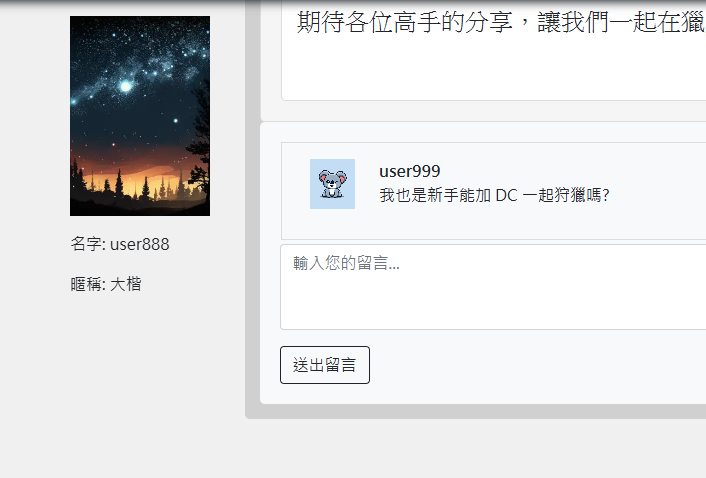 期待各位高手的分享，讓我們一起在獵
名字: user888
暱稱: 大楷
user999
我也是新手能加 DC 一起狩獵嗎?
輸入您的留言...
送出留言